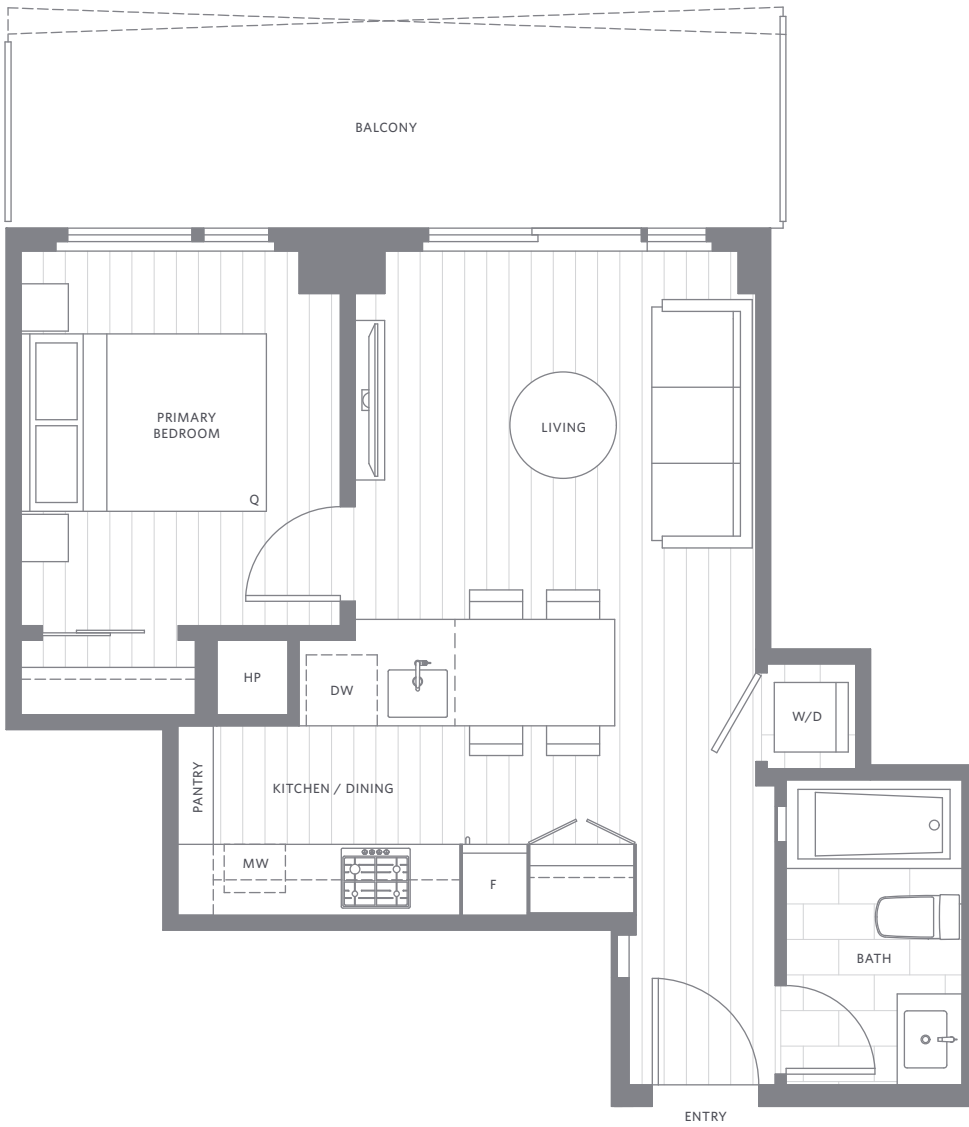 BALCONY
PRIMARY
BEDROOM
LIVING
Q
HP
DW
W/D
PANTRY
KITCHEN / DINING
MW
F
BATH
ENTRY